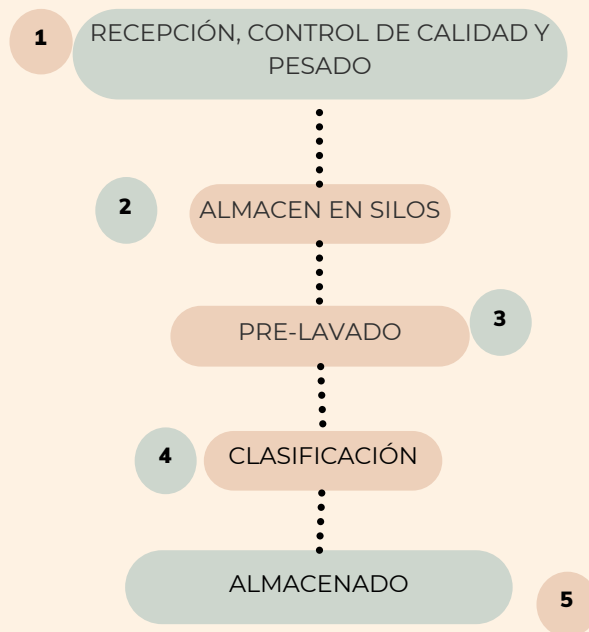 1
RECEPCIÓN, CONTROL DE CALIDAD Y
PESADO
2
ALMACEN EN SILOS
PRE-LAVADO
3
4
CLASIFICACIÓN
ALMACENADO
5